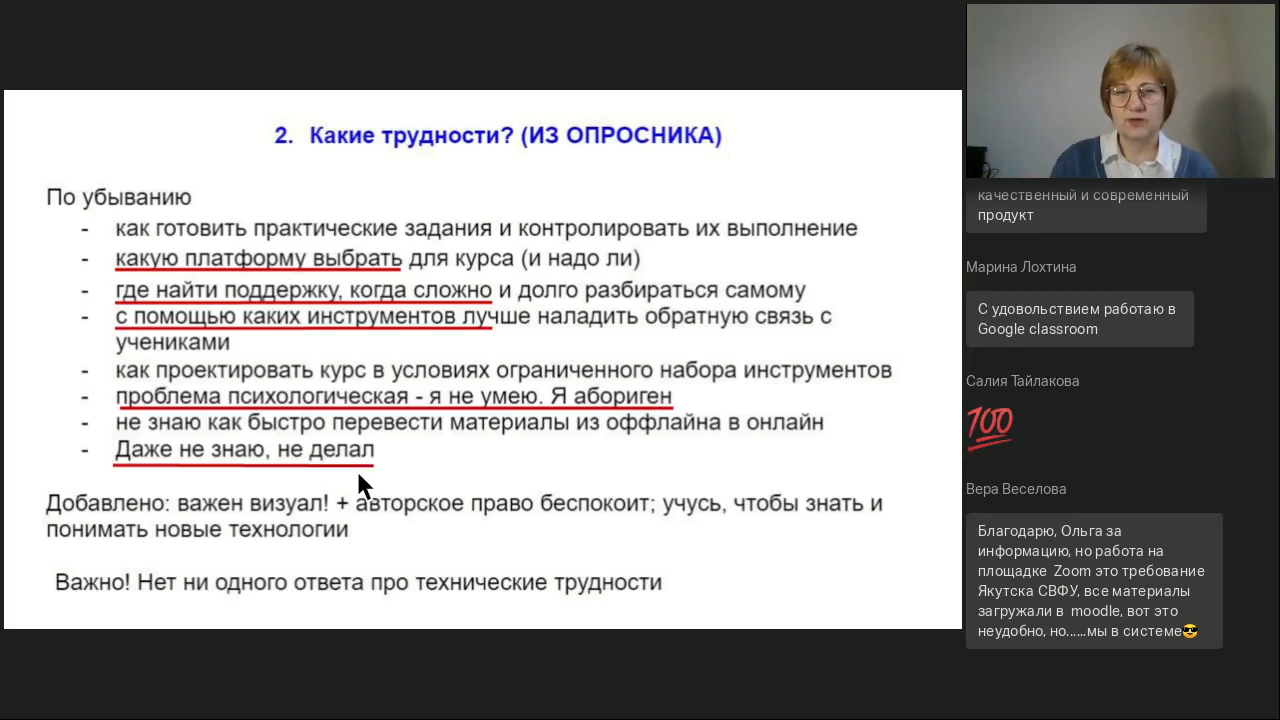 2. Какие трудности? (ИЗ ОПРОСНИКА)
По убыванию
- как готовить практические задания и контролировать их выполнение
- какую платформу выбрать для курса (и надо ли)
- где найти поддержку, когда сложно и долго разбираться самому
- с помощью каких инструментов лучше наладить обратную связь с
учениками
- как проектировать курс в условиях ограниченного набора инструментов
- проблема психологическая - я не умею. Я абориген
- не знаю как быстро перевести материалы из оффлайна в онлайн
- Даже не знаю, не делал
Добавлено: важен визуал! + авторское право беспокоит; учусь, чтобы знать и
понимать новые технологии
Важно! Нет ни одного ответа про технические трудности
качественный и современный
продукт
Марина Лохтина
С удовольствием работаю в
Google classroom
Салия Тайлакова
💯
Вера Веселова
Благодарю, Ольга за
информацию, но работа на
площадке Zoom это требование
Якутска СВФУ, все материалы
загружали в moodle, вот это
неудобно, но......мы в системе😎